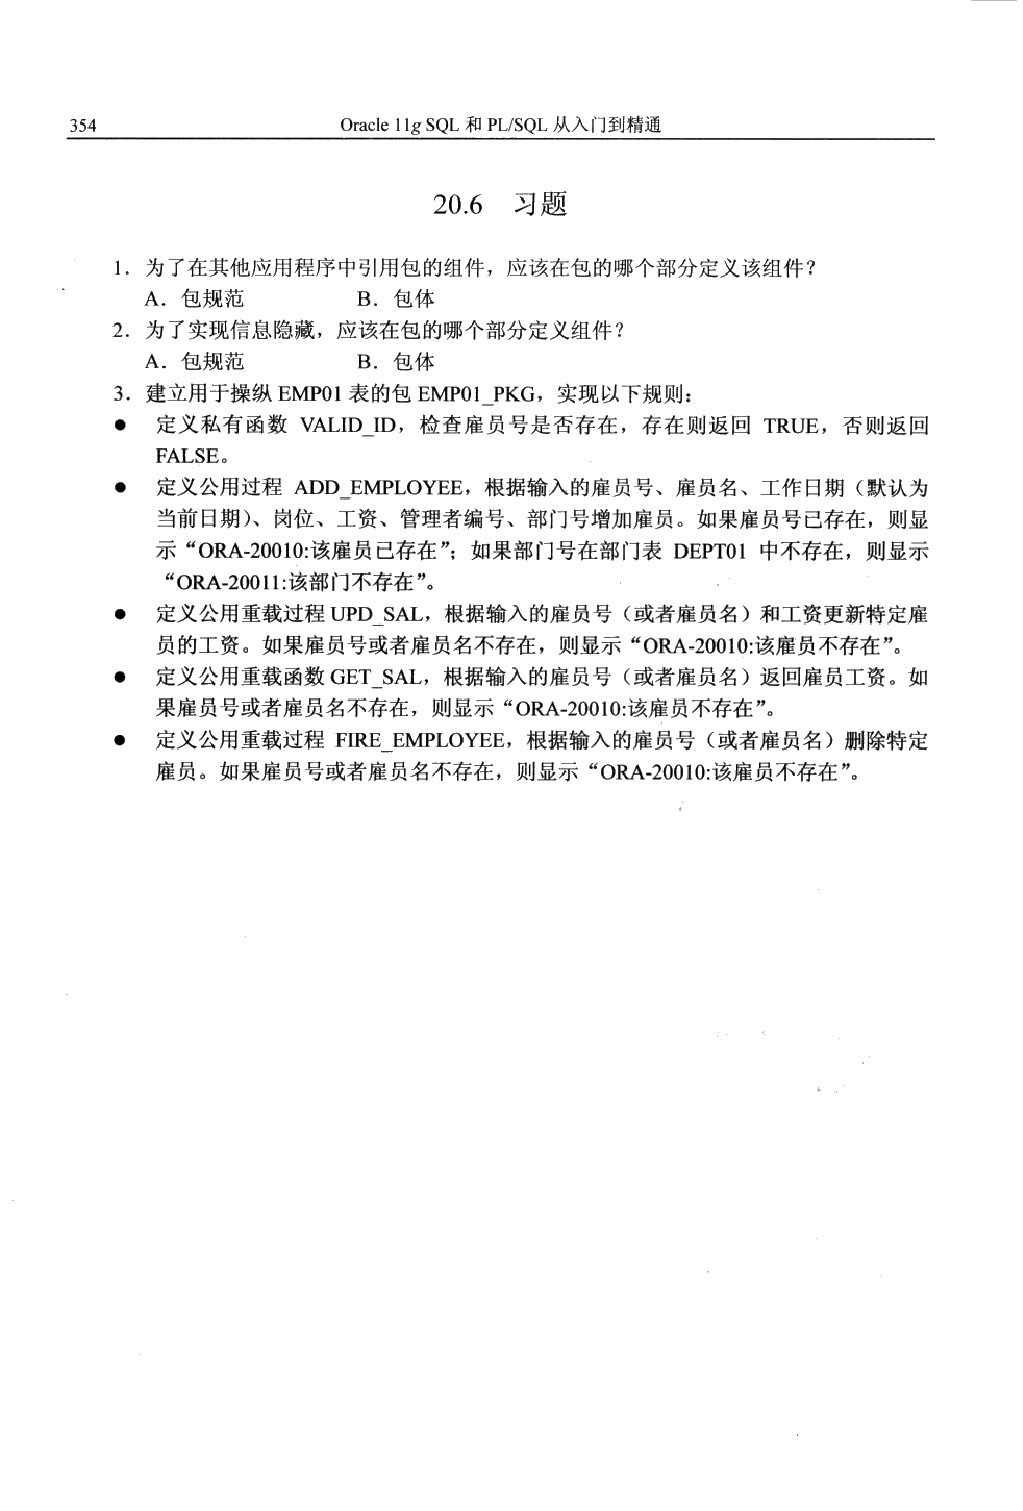 354
Oracle 11g SQL 和 PL/SQL 从入门到精通
20.6 习题
1．为了在其他应用程序中引用包的组件，应该在包的哪个部分定义该组件？
A．包规范 B．包体
2．为了实现信息隐藏，应该在包的哪个部分定义组件？
A．包规范 B．包体
3．建立用于操纵 EMP01 表的包 EMP01_PKG，实现以下规则：
● 定义私有函数 VALID_ID，检查雇员号是否存在，存在则返回 TRUE，否则返回
FALSE。
● 定义公用过程 ADD_EMPLOYEE，根据输入的雇员号、雇员名、工作日期（默认为
当前日期）、岗位、工资、管理者编号、部门号增加雇员。如果雇员号已存在，则显
示“ORA-20010:该雇员已存在”；如果部门号在部门表 DEPT01 中不存在，则显示
“ORA-20011:该部门不存在”。
● 定义公用重载过程 UPD_SAL，根据输入的雇员号（或者雇员名）和工资更新特定雇
员的工资。如果雇员号或者雇员名不存在，则显示“ORA-20010:该雇员不存在”。
● 定义公用重载函数 GET_SAL，根据输入的雇员号（或者雇员名）返回雇员工资。如
果雇员号或者雇员名不存在，则显示“ORA-20010:该雇员不存在”。
● 定义公用重载过程 FIRE_EMPLOYEE，根据输入的雇员号（或者雇员名）删除特定
雇员。如果雇员号或者雇员名不存在，则显示“ORA-20010:该雇员不存在”。